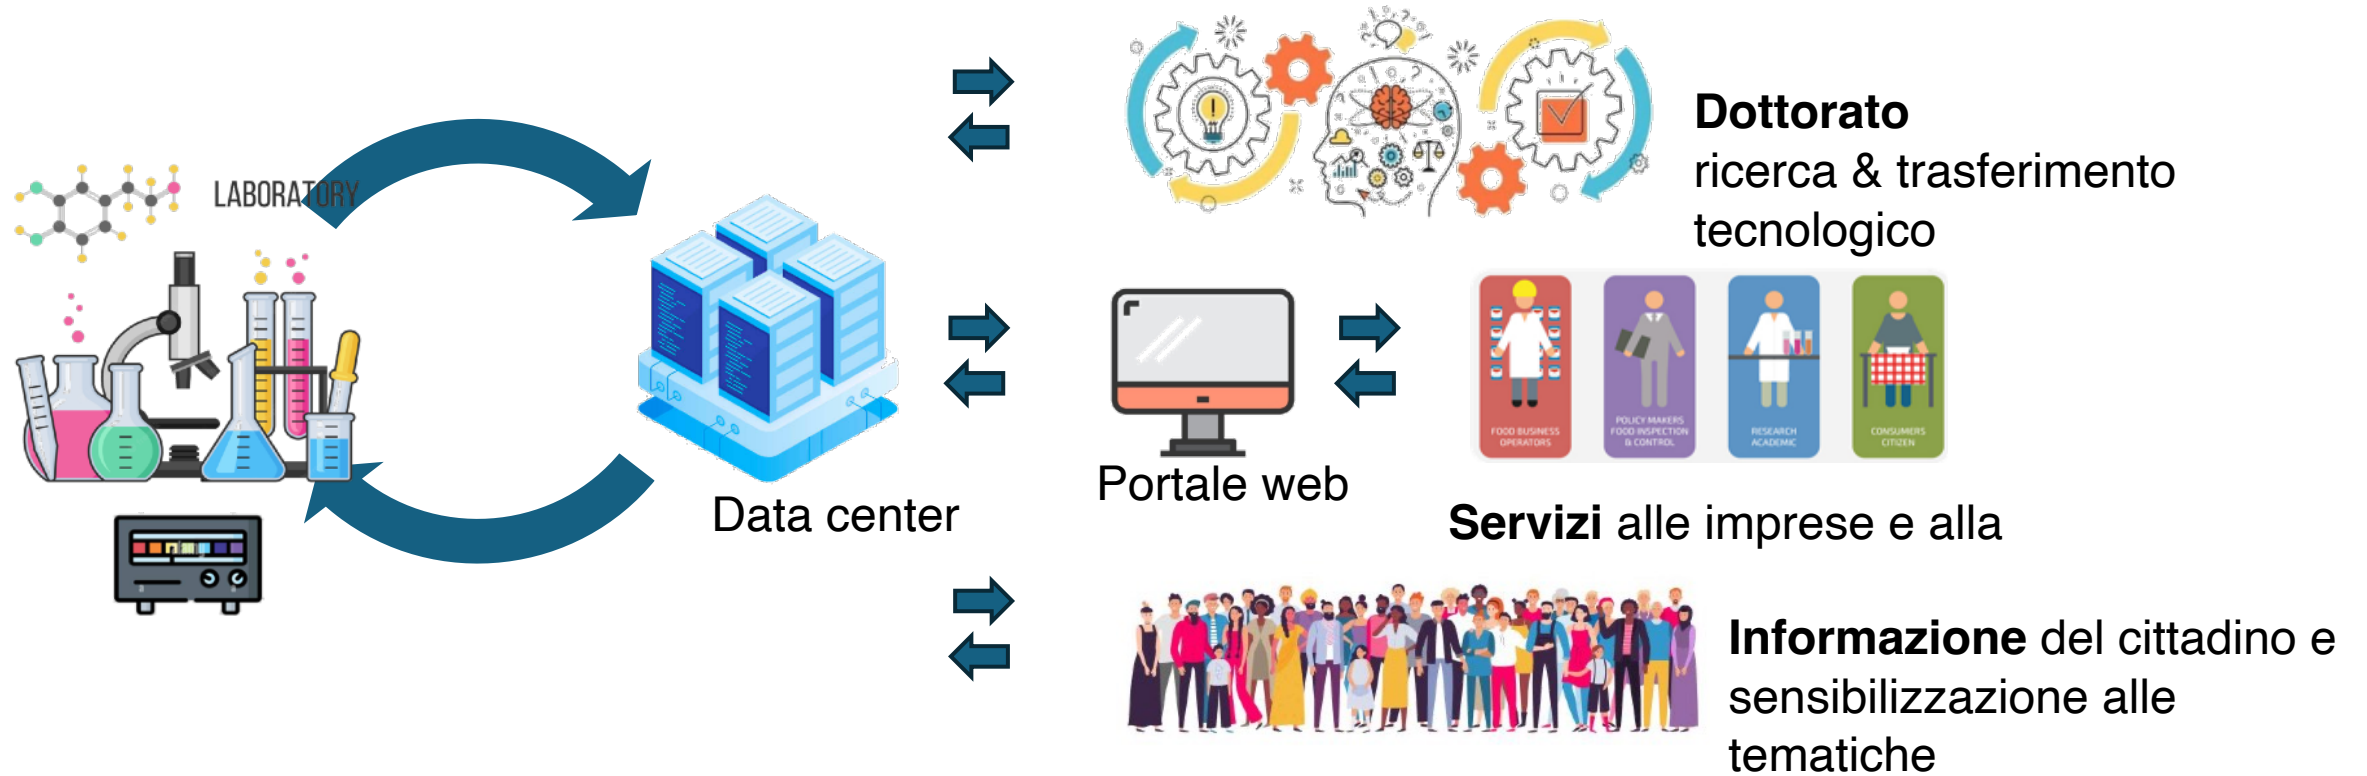 LABORATORY
Dottorato
ricerca & trasferimento
tecnologico
FOOD BUSINESS
OPERATORS
POLICY MAKERS
FOOD INSPECTION
& CONTROL
RESEARCH
ACADEMIC
CONSUMERS
CITIZEN
Data center
Portale web
Servizi alle imprese e alla
Informazione del cittadino e
sensibilizzazione alle
tematiche